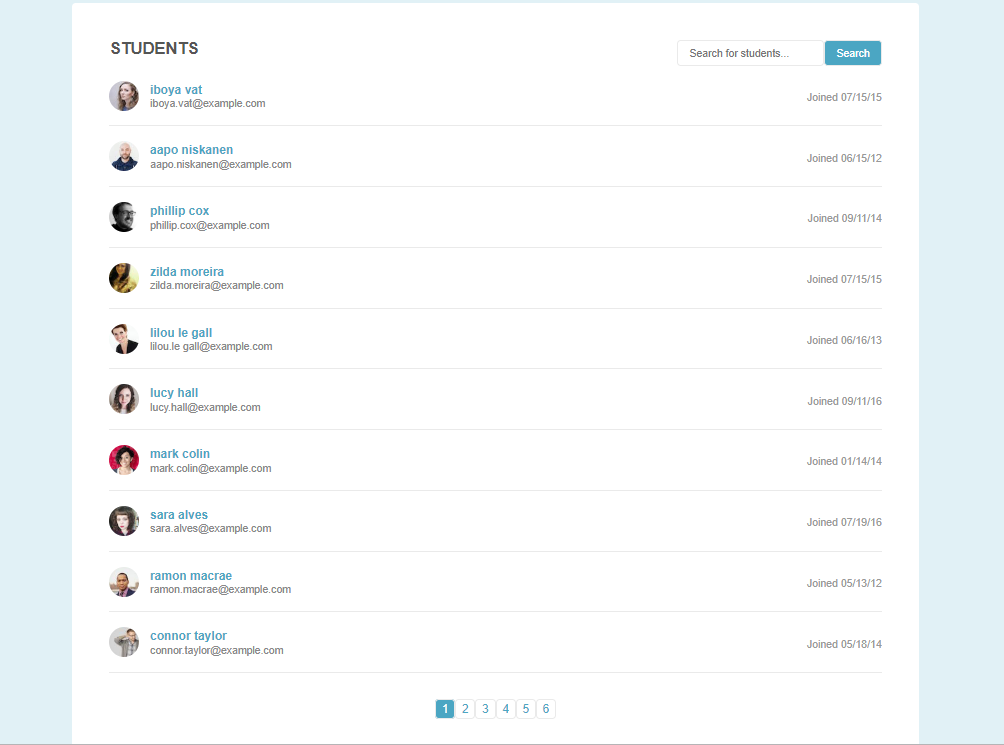 STUDENTS
Search for students... Search
iboya vat
iboya.vat@example.com
Joined 07/15/15
aapo niskanen
aapo.niskanen@example.com
Joined 06/15/12
phillip cox
phillip.cox@example.com
Joined 09/11/14
zilda moreira
zilda.moreira@example.com
Joined 07/15/15
lilou le gall
lilou.le gall@example.com
Joined 06/16/13
lucy hall
lucy.hall@example.com
Joined 09/11/16
mark colin
mark.colin@example.com
Joined 01/14/14
sara alves
sara.alves@example.com
Joined 07/19/16
ramon macrae
ramon.macrae@example.com
Joined 05/13/12
connor taylor
connor.taylor@example.com
Joined 05/18/14
1 2 3 4 5 6